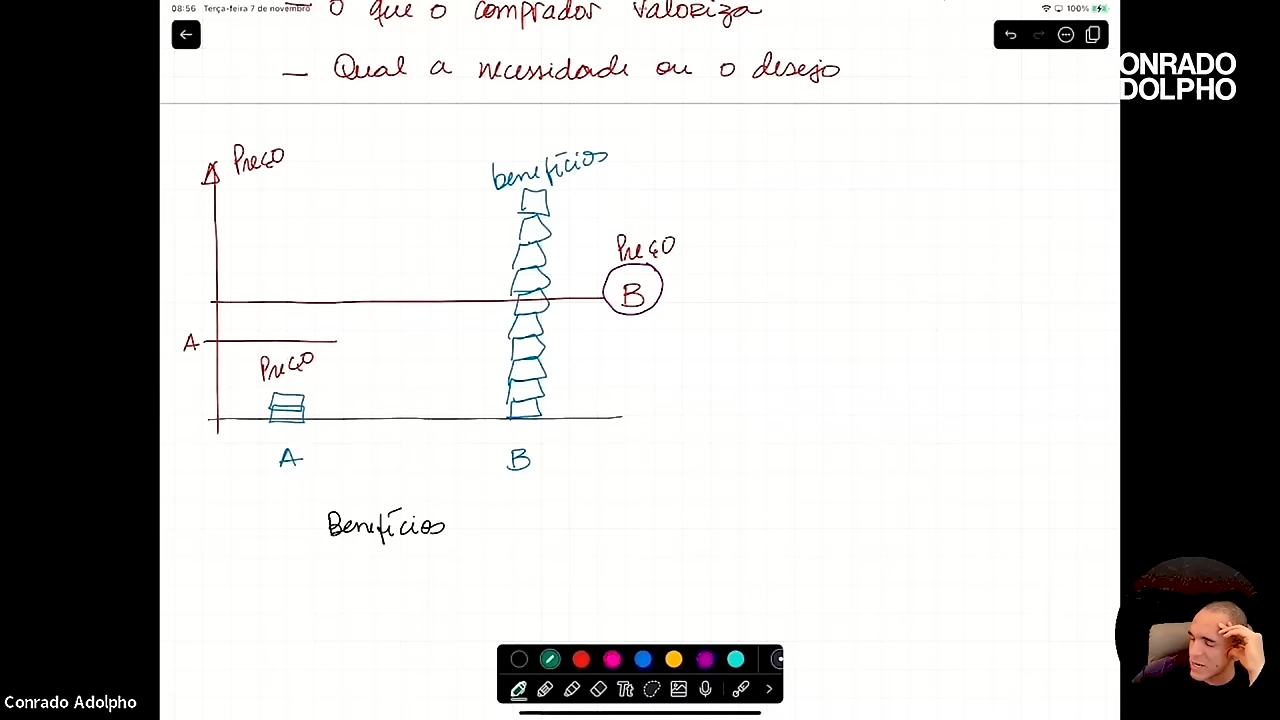 08:56 Terça-feira 7 de novembro
100%
— o que o comprador valoriza
— Qual a necessidade ou o desejo
ONRADO
DOLPHO
Preço
benefícios
Preço
B
A
Preço
A
B
Benefícios
Tt
Conrado Adolpho